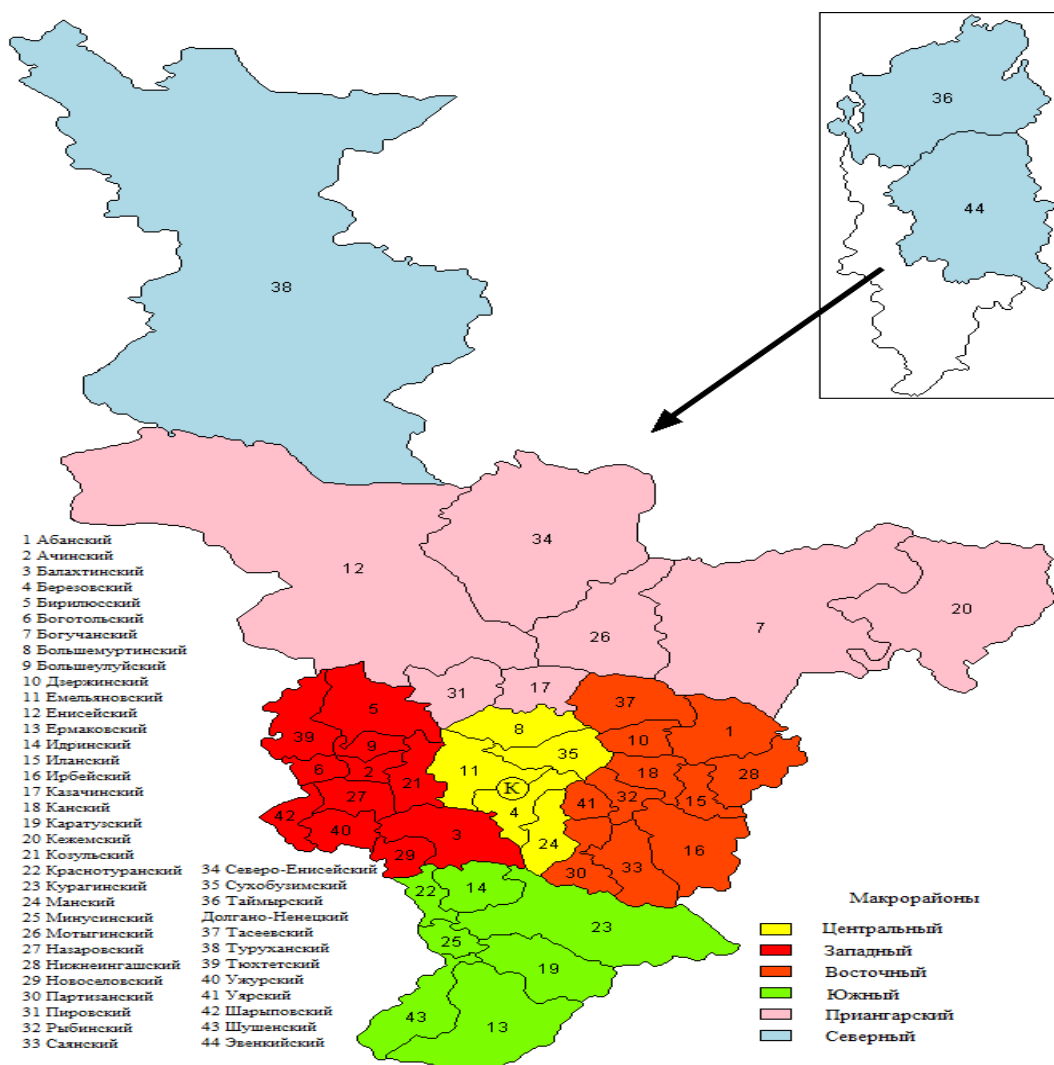 36
44
38
34
12
20
7
26
31
17
37
5
8
1
39
35
10
9
11
28
6
2
18
21
К
27
41
32
15
4
42
40
3
24
16
29
30
33
22
14
23
25
19
43
13
1 Абанский
2 Ачинский
3 Балахтинский
4 Березовский
5 Бирилюсский
6 Боготольский
7 Богучанский
8 Большемуртинский
9 Большеулуйский
10 Дзержинский
11 Емельяновский
12 Енисейский
13 Ермаковский
14 Идринский
15 Иланский
16 Ирбейский
17 Казачинский
18 Канский
19 Каратузский
20 Кежемский
21 Козульский
22 Краснотуранский
23 Курагинский
24 Манский
25 Минусинский
26 Мотыгинский
27 Назаровский
28 Нижнеингашский
29 Новоселовский
30 Партизанский
31 Пировский
32 Рыбинский
33 Саянский
34 Северо-Енисейский
35 Сухобузимский
36 Таймырский
Долгано-Ненецкий
37 Тасеевский
38 Туруханский
39 Тюхтетский
40 Ужурский
41 Уярский
42 Шарыповский
43 Шушенский
44 Эвенкийский
Макрорайоны
Центральный
Западный
Восточный
Южный
Приангарский
Северный